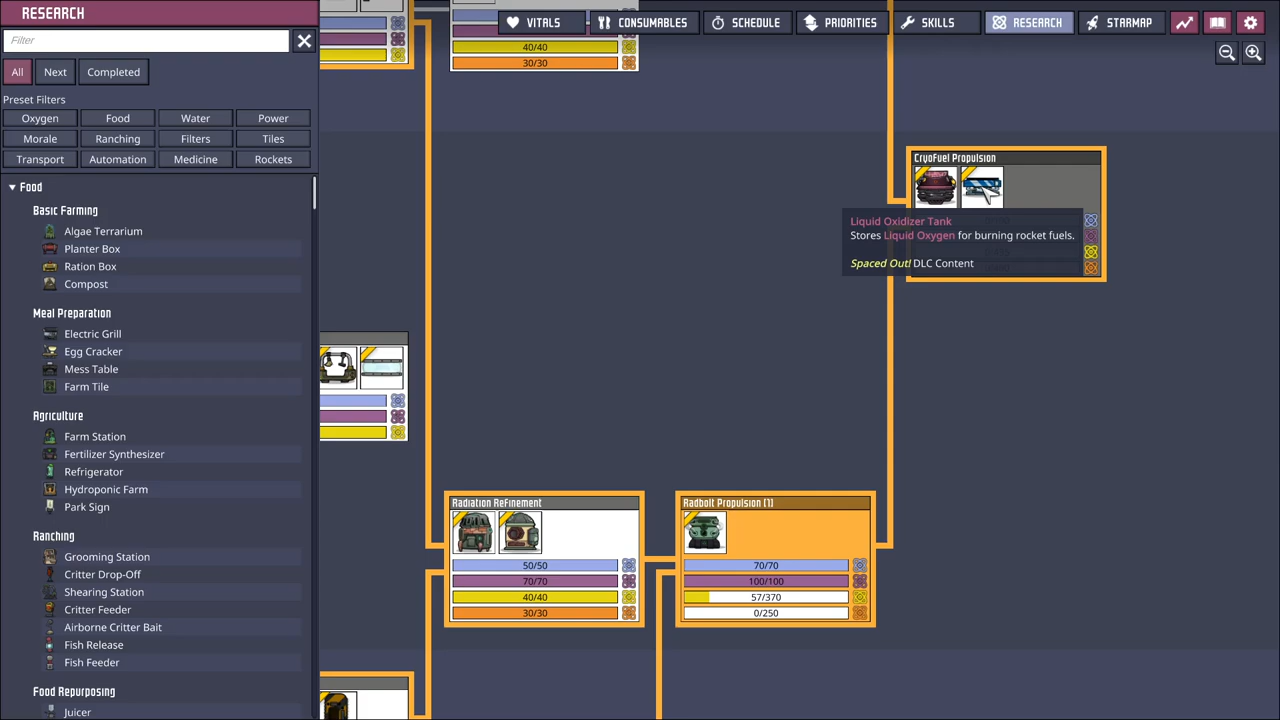 RESEARCH
Filter
All
Next
Completed
Preset Filters
Oxygen
Food
Water
Power
Morale
Ranching
Filters
Tiles
Transport
Automation
Medicine
Rockets
Food
Basic Farming
Algae Terrarium
Planter Box
Ration Box
Compost
Meal Preparation
Electric Grill
Egg Cracker
Mess Table
Farm Tile
Agriculture
Farm Station
Fertilizer Synthesizer
Refrigerator
Hydroponic Farm
Park Sign
Ranching
Grooming Station
Critter Drop-Off
Shearing Station
Critter Feeder
Airborne Critter Bait
Fish Release
Fish Feeder
Food Repurposing
Juicer
VITALS
CONSUMABLES
SCHEDULE
PRIORITIES
SKILLS
RESEARCH
STARMAP
40/40
30/30
CryoFuel Propulsion
Liquid Oxidizer Tank
Stores Liquid Oxygen for burning rocket fuels.
Spaced Out! DLC Content
Radiation Refinement
50/50
70/70
40/40
30/30
Radbolt Propulsion (1)
70/70
100/100
57/370
0/250